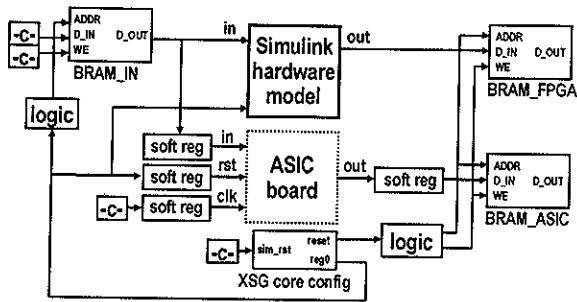 ADDR
-C-
D_IN D_OUT
-C-
WE
BRAM_IN
in
Simulink
hardware
model
out
ADDR
D_IN D_OUT
WE
BRAM_FPGA
logic
soft reg
in
soft reg
rst
-C-
soft reg
clk
ASIC
board
out
soft reg
ADDR
D_IN D_OUT
WE
BRAM_ASIC
-C-
sim_rst
reset
reg0
XSG core config
logic